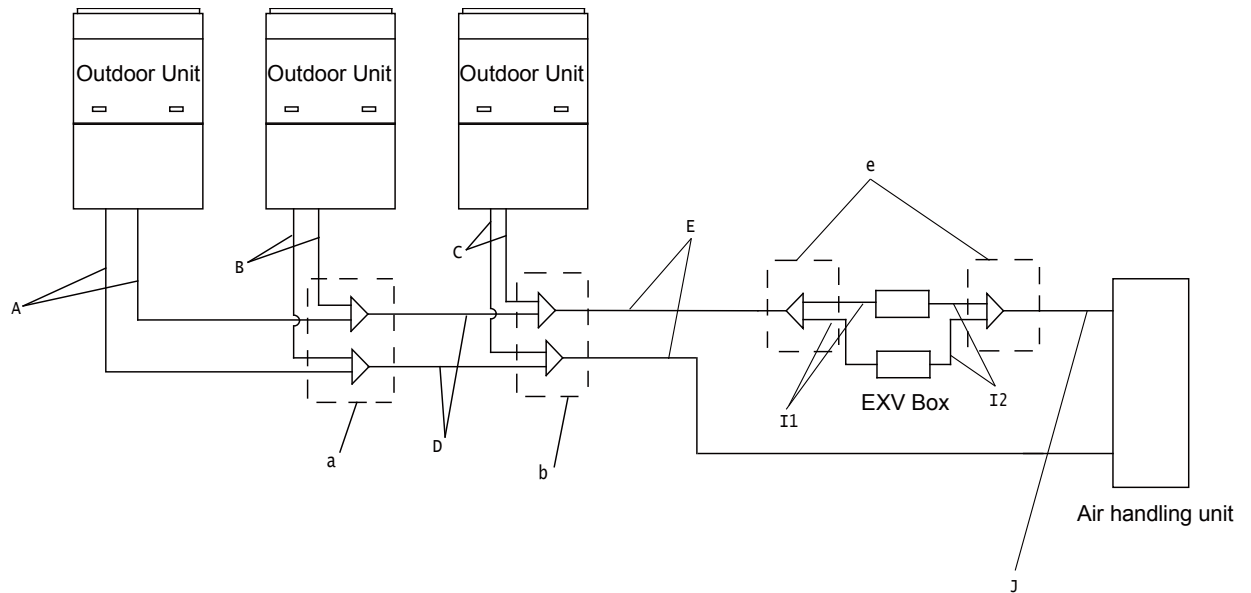 Outdoor Unit
Outdoor Unit
Outdoor Unit
e
E
C
B
A
EXV Box
I2
I1
D
a
b
Air handling unit
J